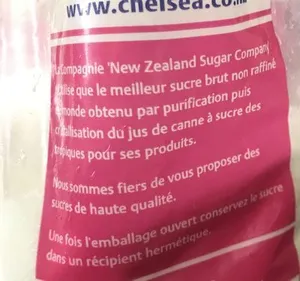 www.chelsea.co.nz
La Compagnie 'New Zealand Sugar Company
utilise que le meilleur sucre brut non raffiné
monde obtenu par purification puis
cristallisation du jus de canne à sucre des
tropiques pour ses produits.
Nous sommes fiers de vous proposer des
sucres de haute qualité.
Une fois l'emballage ouvert conservez le sucre
dans un récipient hermétique.